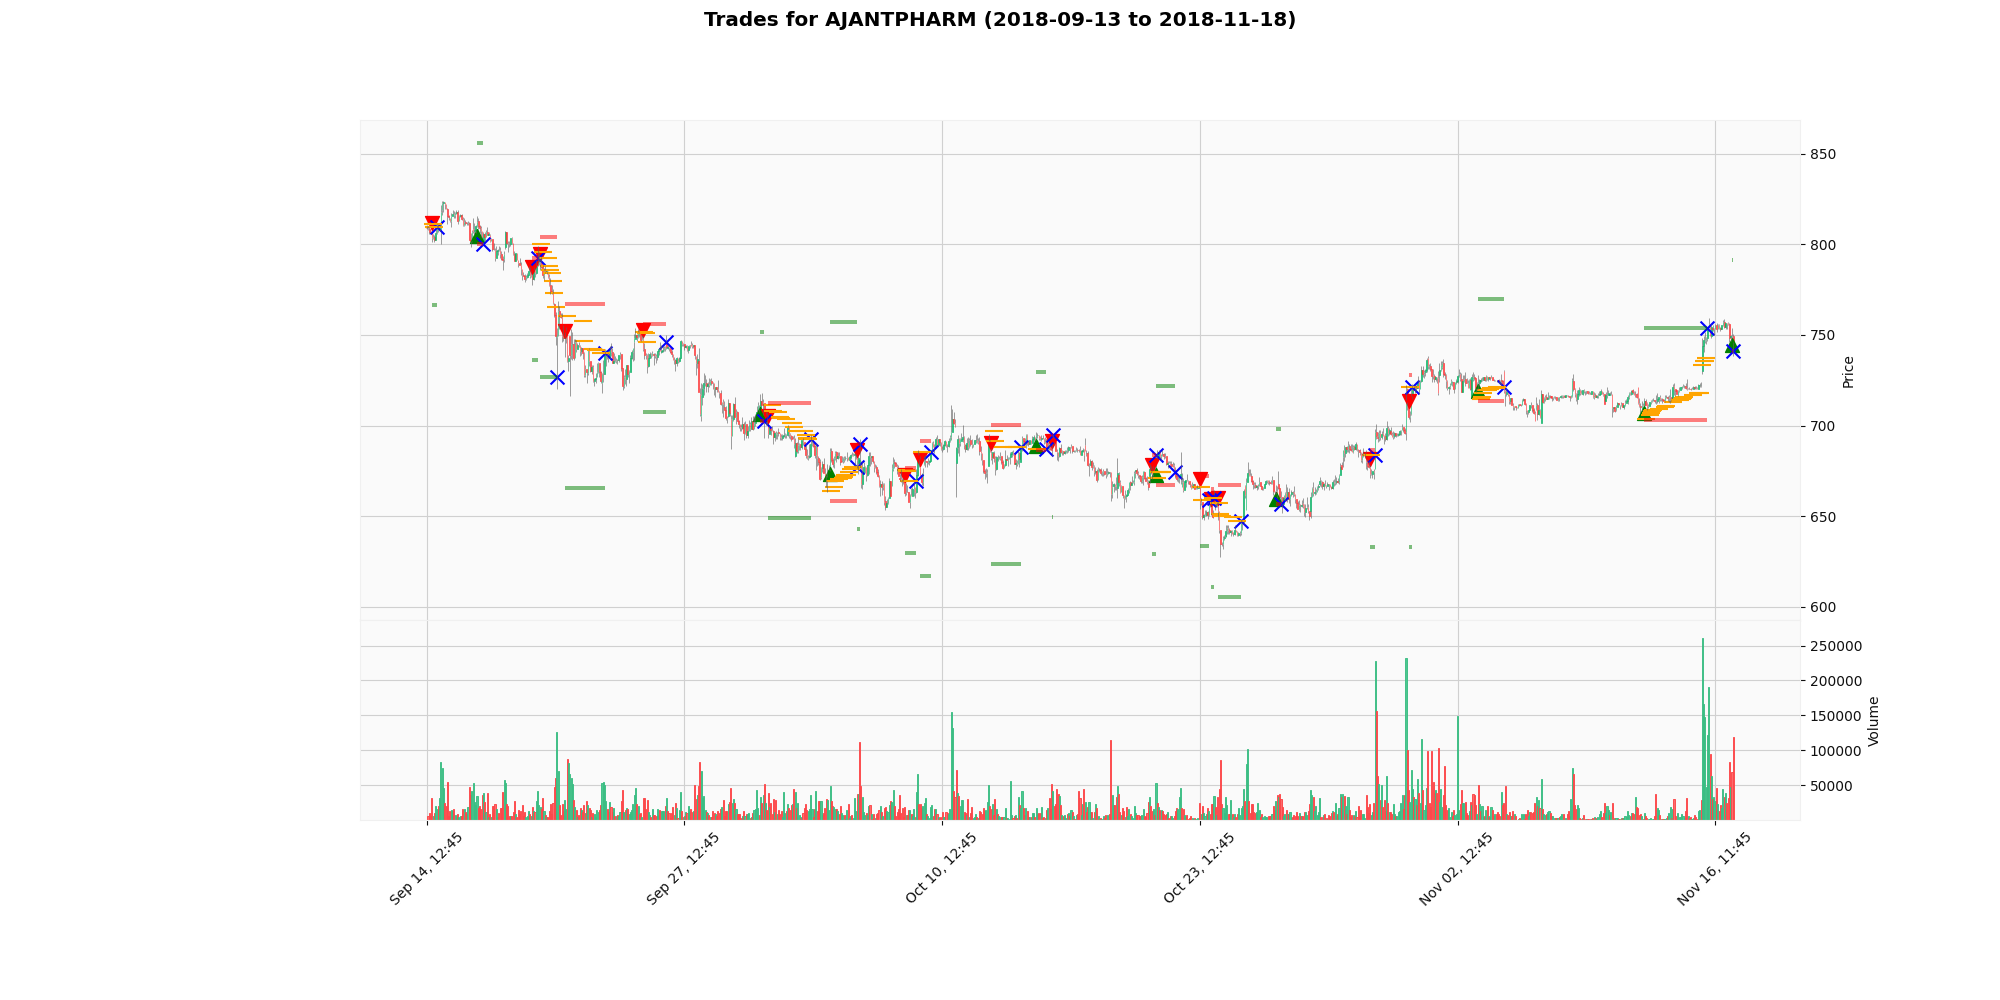 Trades for AJANTPHARM (2018-09-13 to 2018-11-18)
850
800
750
700
650
600
Price
250000
200000
150000
100000
50000
Volume
Sep 14, 12:45
Sep 27, 12:45
Oct 10, 12:45
Oct 23, 12:45
Nov 02, 12:45
Nov 16, 11:45